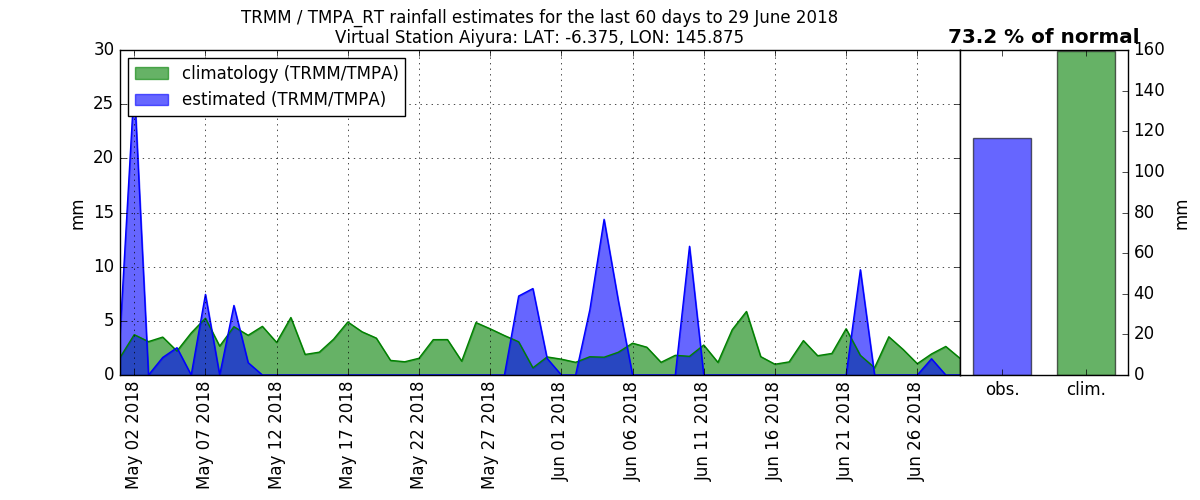 TRMM / TMPA_RT rainfall estimates for the last 60 days to 29 June 2018
Virtual Station Aiyura: LAT: -6.375, LON: 145.875
73.2 % of normal
climatology (TRMM/TMPA)
estimated (TRMM/TMPA)
30
25
20
15
10
5
0
mm
May 02 2018
May 07 2018
May 12 2018
May 17 2018
May 22 2018
May 27 2018
Jun 01 2018
Jun 06 2018
Jun 11 2018
Jun 16 2018
Jun 21 2018
Jun 26 2018
obs.
clim.
160
140
120
100
80
60
40
20
0
mm